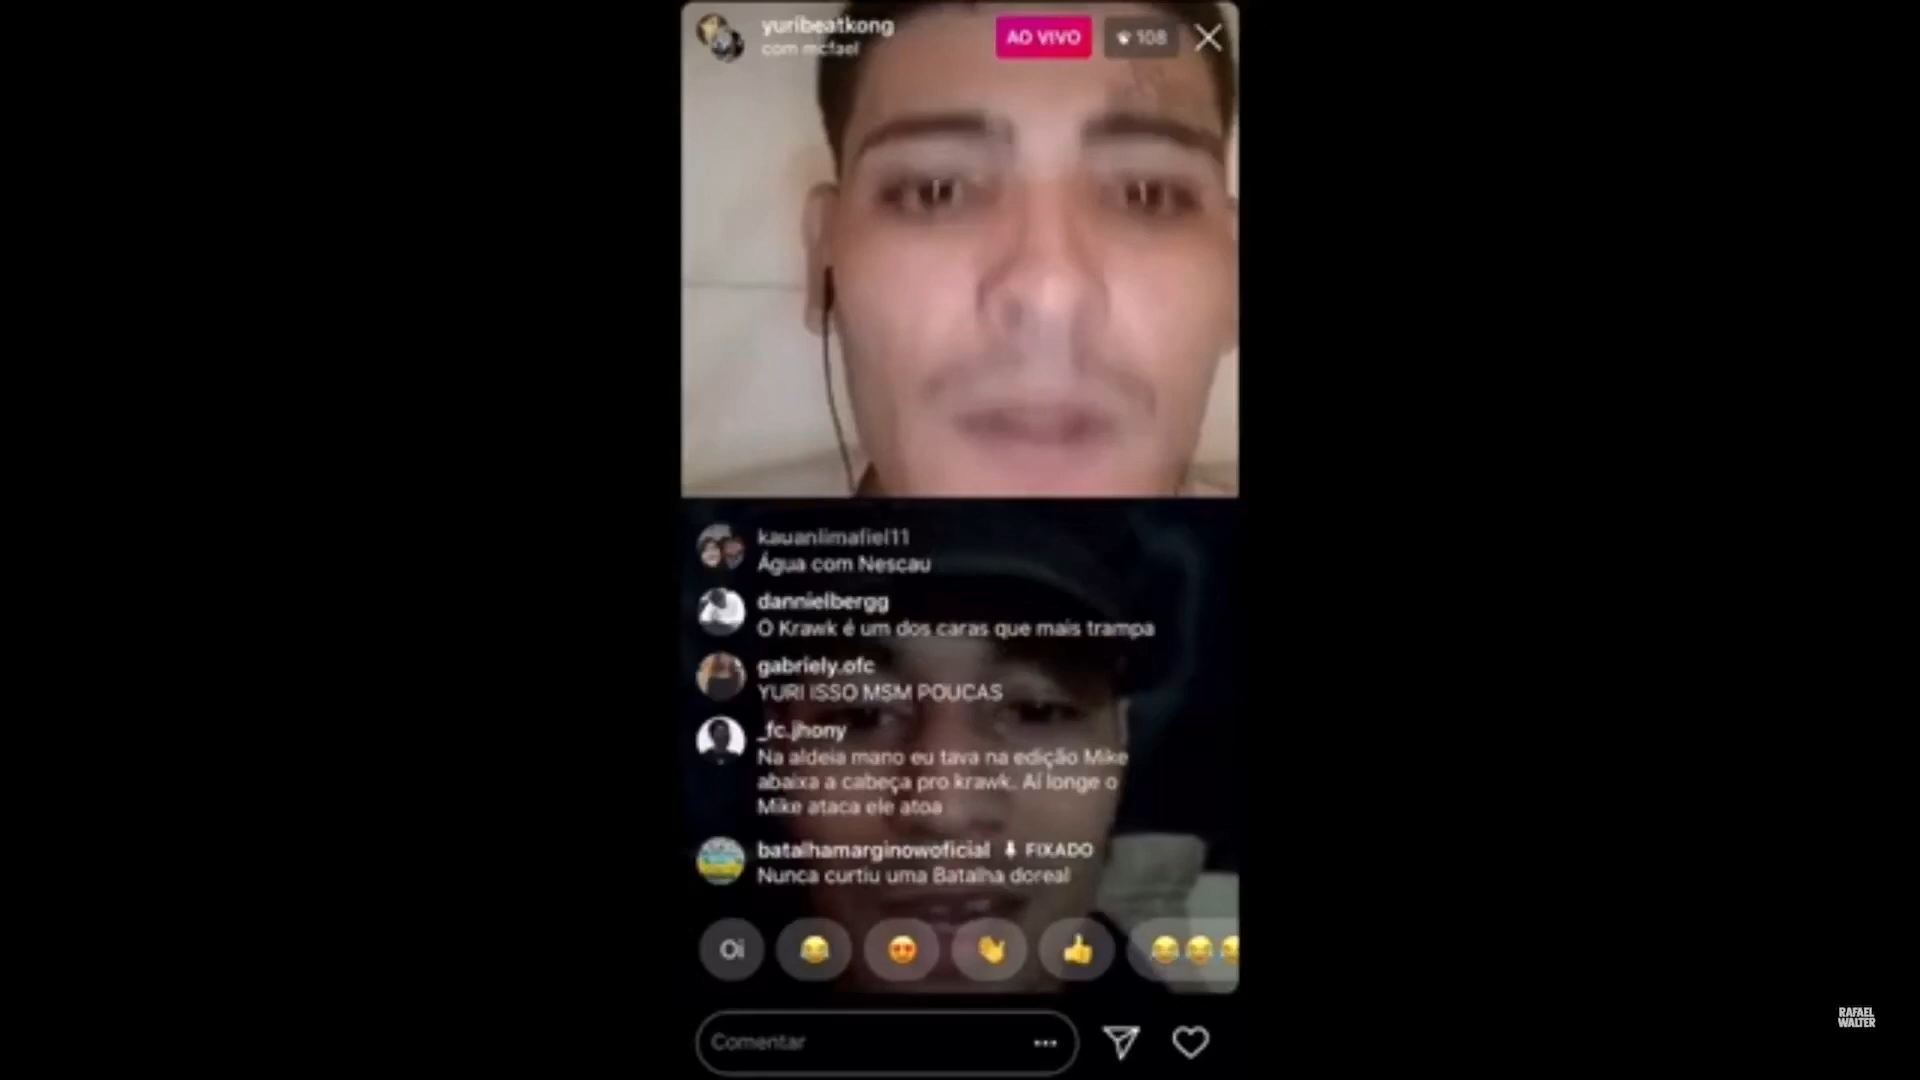 yuribeatkong
com mcfael
AO VIVO
108
kauanlimafiel11
Água com Nescau
dannielbergg
O Krawk é um dos caras que mais trampa
gabriely.ofc
YURI ISSO MSM POUCAS
_fc.jhony
Na aldeia mano eu tava na edição Mike
abaixa a cabeça pro krawk. Aí longe o
Mike ataca ele atoa
batalhamarginowoficial FIXADO
Nunca curtiu uma Batalha doreal
Oi
Comentar
RAFAEL
WALTER